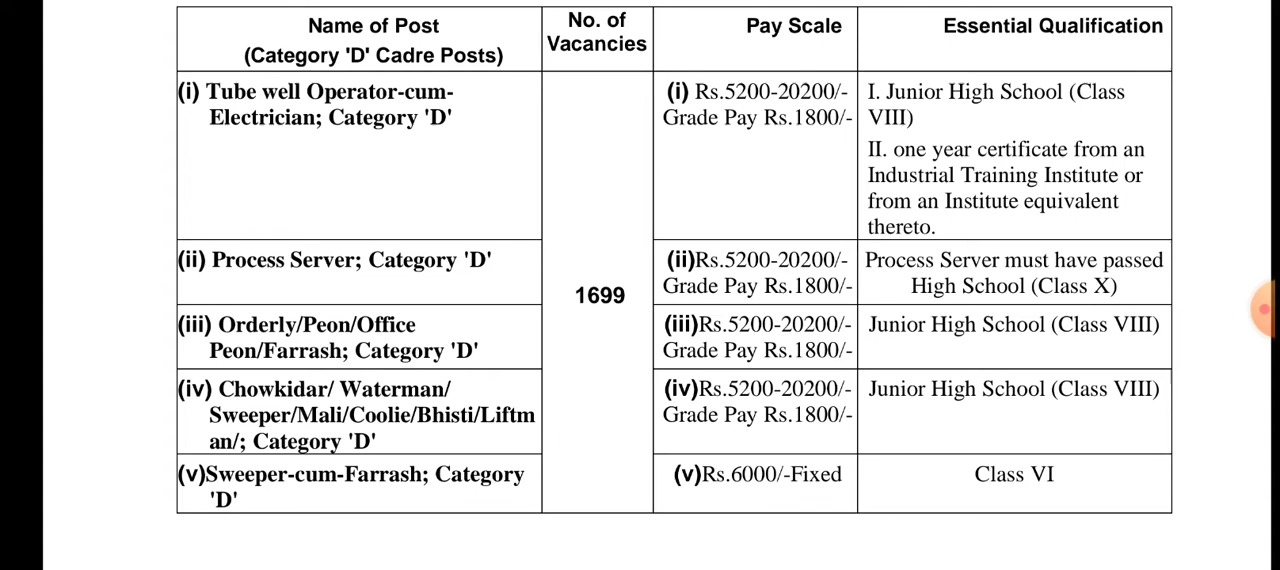 Name of Post
(Category 'D' Cadre Posts)
No. of
Vacancies
Pay Scale
Essential Qualification
(i) Tube well Operator-cum-
Electrician; Category 'D'
(i) Rs.5200-20200/-
Grade Pay Rs.1800/-
I. Junior High School (Class
VIII)
II. one year certificate from an
Industrial Training Institute or
from an Institute equivalent
thereto.
(ii) Process Server; Category 'D'
(ii)Rs.5200-20200/-
Grade Pay Rs.1800/-
Process Server must have passed
High School (Class X)
1699
(iii) Orderly/Peon/Office
Peon/Farrash; Category 'D'
(iii)Rs.5200-20200/-
Grade Pay Rs.1800/-
Junior High School (Class VIII)
(iv) Chowkidar/ Waterman/
Sweeper/Mali/Coolie/Bhisti/Liftm
an/; Category 'D'
(iv)Rs.5200-20200/-
Grade Pay Rs.1800/-
Junior High School (Class VIII)
(v)Sweeper-cum-Farrash; Category
'D'
(v)Rs.6000/-Fixed
Class VI